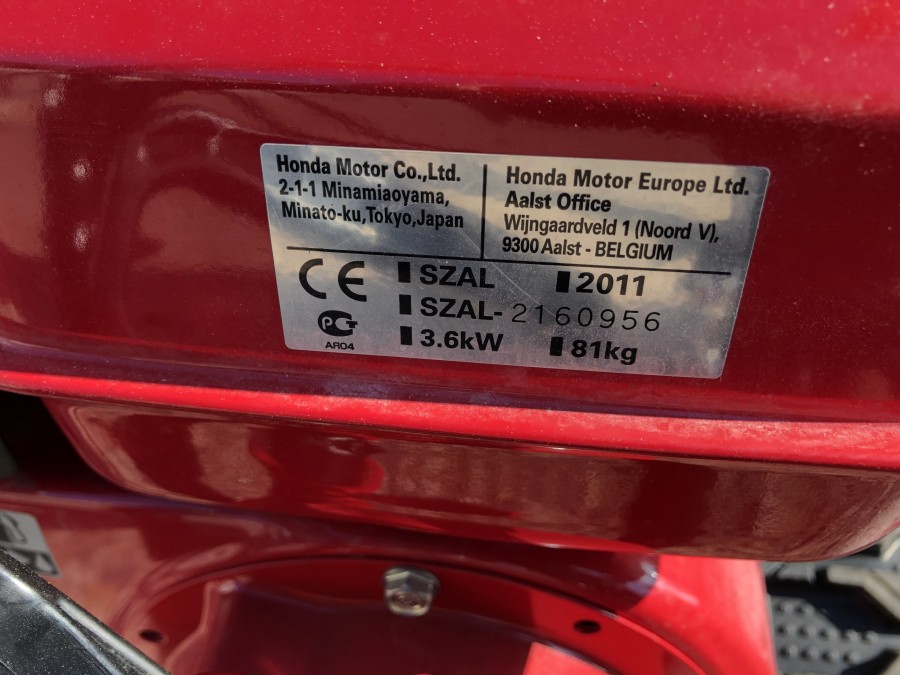 Honda Motor Co.,Ltd.
2-1-1 Minamiaoyama,
Minato-ku,Tokyo,Japan
Honda Motor Europe Ltd.
Aalst Office
Wijngaardveld 1 (Noord V),
9300 Aalst - BELGIUM
CE
SZAL
2011
SZAL-2160956
PCT
AR04
3.6kW
81kg